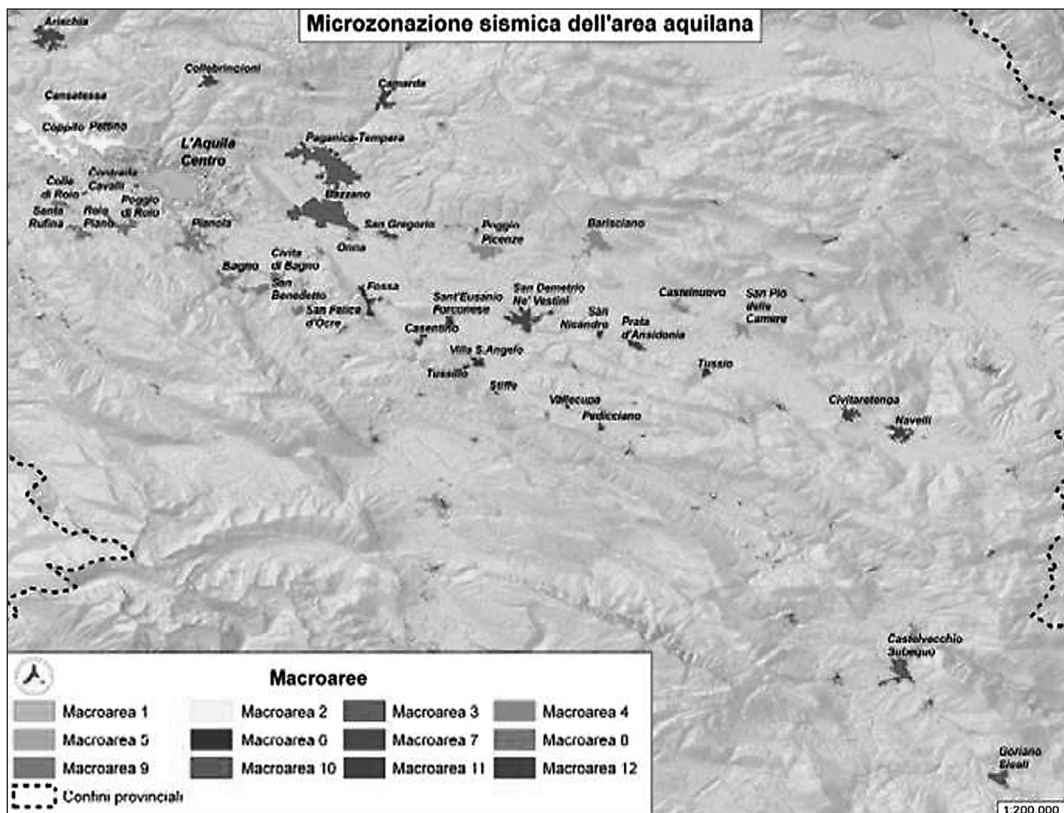 Microzonazione sismica dell'area aquilana
Arischia
Collebrincioni
Camarda
Cansatessa
Coppito Pettino
L'Aquila
Centro
Paganica-Tempera
Contrada
Cavalli
Colle
di Roio
Poggio
di Roio
Bazzano
Santa
Rufina
Roio
Piano
Pianola
San Gregorio
Poggio
Picenze
Barisciano
Onna
Civita
di Bagno
Bagno
San
Benedetto
Fossa
San Felice
d'Ocre
Sant'Eusanio
Forconese
San Demetrio
Ne' Vestini
Castelnuovo
San Pio
delle
Camere
San
Nicandro
Prata
d'Ansidonia
Casentino
Villa S.Angelo
Tussillo
Tussio
Stiffe
Vallecupa
Pedicciano
Civitaretenga
Navelli
Castelvecchio
Subequo
Goriano
Sicoli
Macroaree
Macroarea 1 Macroarea 2 Macroarea 3 Macroarea 4
Macroarea 5 Macroarea 6 Macroarea 7 Macroarea 8
Macroarea 9 Macroarea 10 Macroarea 11 Macroarea 12
Confini provinciali
1:200.000